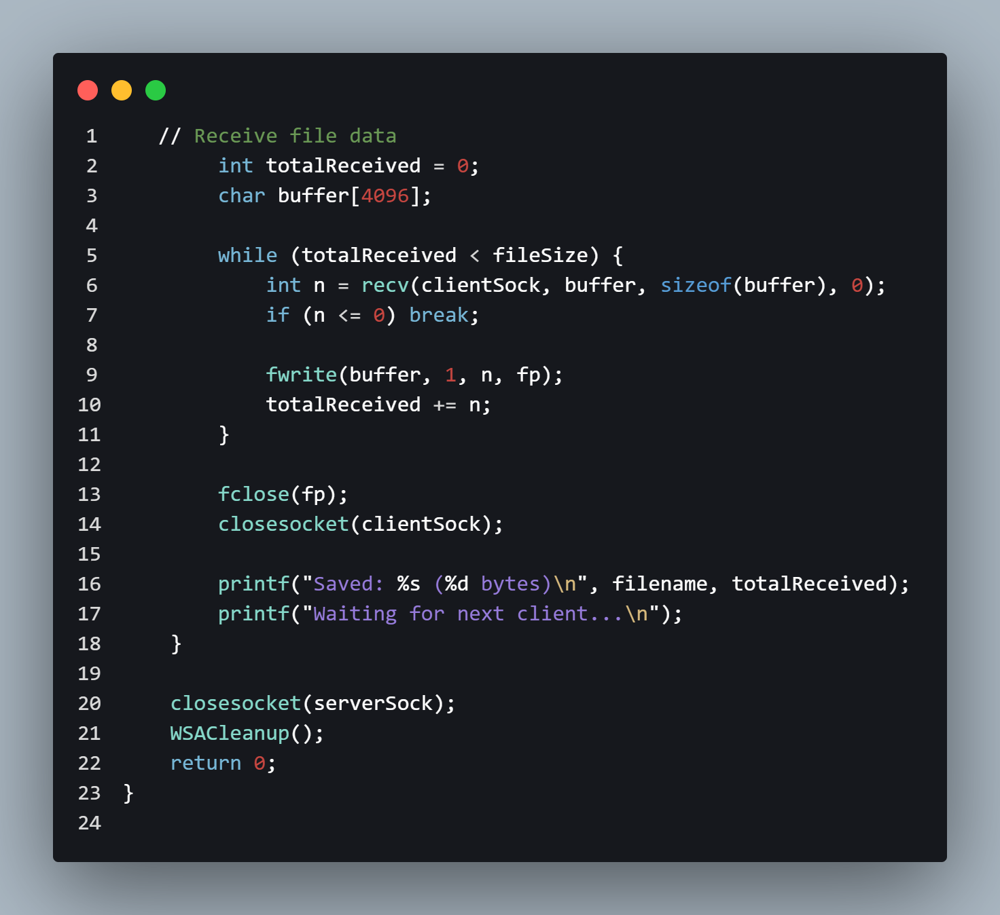 1    // Receive file data
2         int totalReceived = 0;
3         char buffer[4096];
4
5         while (totalReceived < fileSize) {
6             int n = recv(clientSock, buffer, sizeof(buffer), 0);
7             if (n <= 0) break;
8
9             fwrite(buffer, 1, n, fp);
10            totalReceived += n;
11        }
12
13        fclose(fp);
14        closesocket(clientSock);
15
16        printf("Saved: %s (%d bytes)\n", filename, totalReceived);
17        printf("Waiting for next client...\n");
18    }
19
20    closesocket(serverSock);
21    WSACleanup();
22    return 0;
23 }
24